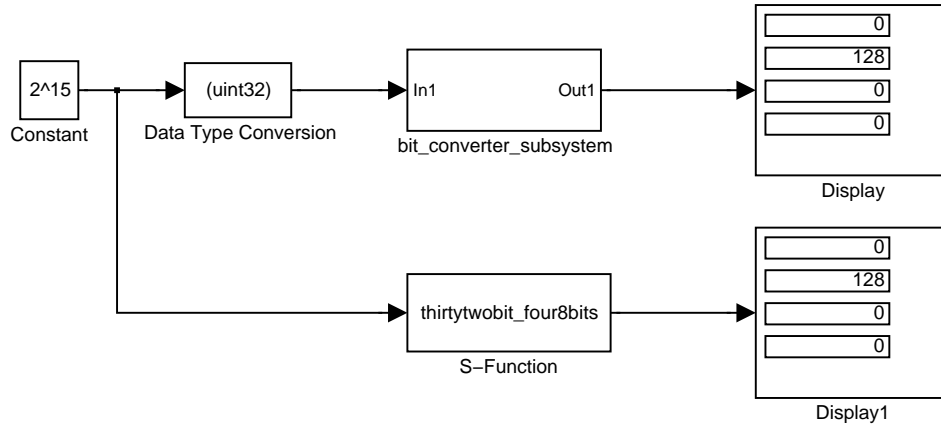 2^15
Constant
(uint32)
Data Type Conversion
In1
Out1
bit_converter_subsystem
0
128
0
0
Display
thirtytwobit_four8bits
S−Function
0
128
0
0
Display1